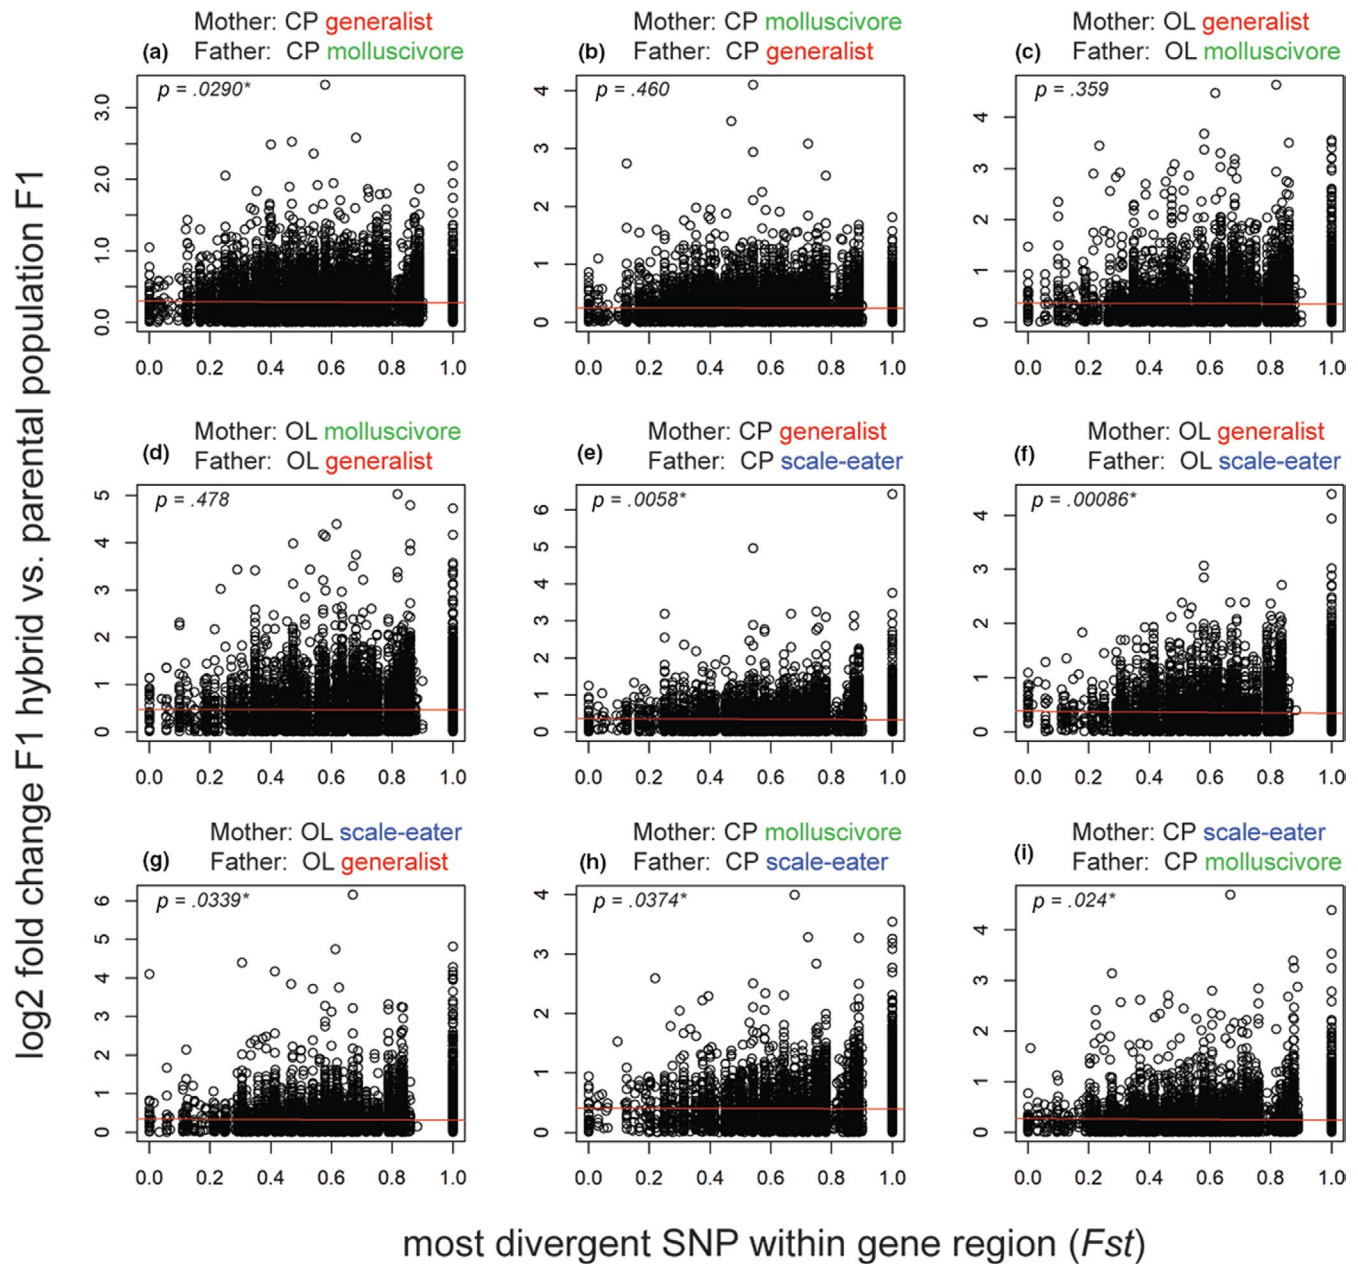 log2 fold change F1 hybrid vs. parental population F1
Mother: CP generalist
(a) Father: CP molluscivore
p = .0290*
3.0
2.0
1.0
0.0
0.0 0.2 0.4 0.6 0.8 1.0
Mother: CP molluscivore
(b) Father: CP generalist
p = .460
4
3
2
1
0
0.0 0.2 0.4 0.6 0.8 1.0
Mother: OL generalist
(c) Father: OL molluscivore
p = .359
4
3
2
1
0
0.0 0.2 0.4 0.6 0.8 1.0
Mother: OL molluscivore
(d) Father: OL generalist
p = .478
5
4
3
2
1
0
0.0 0.2 0.4 0.6 0.8 1.0
Mother: CP generalist
(e) Father: CP scale-eater
p = .0058*
6
5
4
3
2
1
0
0.0 0.2 0.4 0.6 0.8 1.0
Mother: OL generalist
(f) Father: OL scale-eater
p = .00086*
4
3
2
1
0
0.0 0.2 0.4 0.6 0.8 1.0
Mother: OL scale-eater
(g) Father: OL generalist
p = .0339*
6
5
4
3
2
1
0
0.0 0.2 0.4 0.6 0.8 1.0
Mother: CP molluscivore
(h) Father: CP scale-eater
p = .0374*
4
3
2
1
0
0.0 0.2 0.4 0.6 0.8 1.0
Mother: CP scale-eater
(i) Father: CP molluscivore
p = .024*
4
3
2
1
0
0.0 0.2 0.4 0.6 0.8 1.0
most divergent SNP within gene region (Fst)